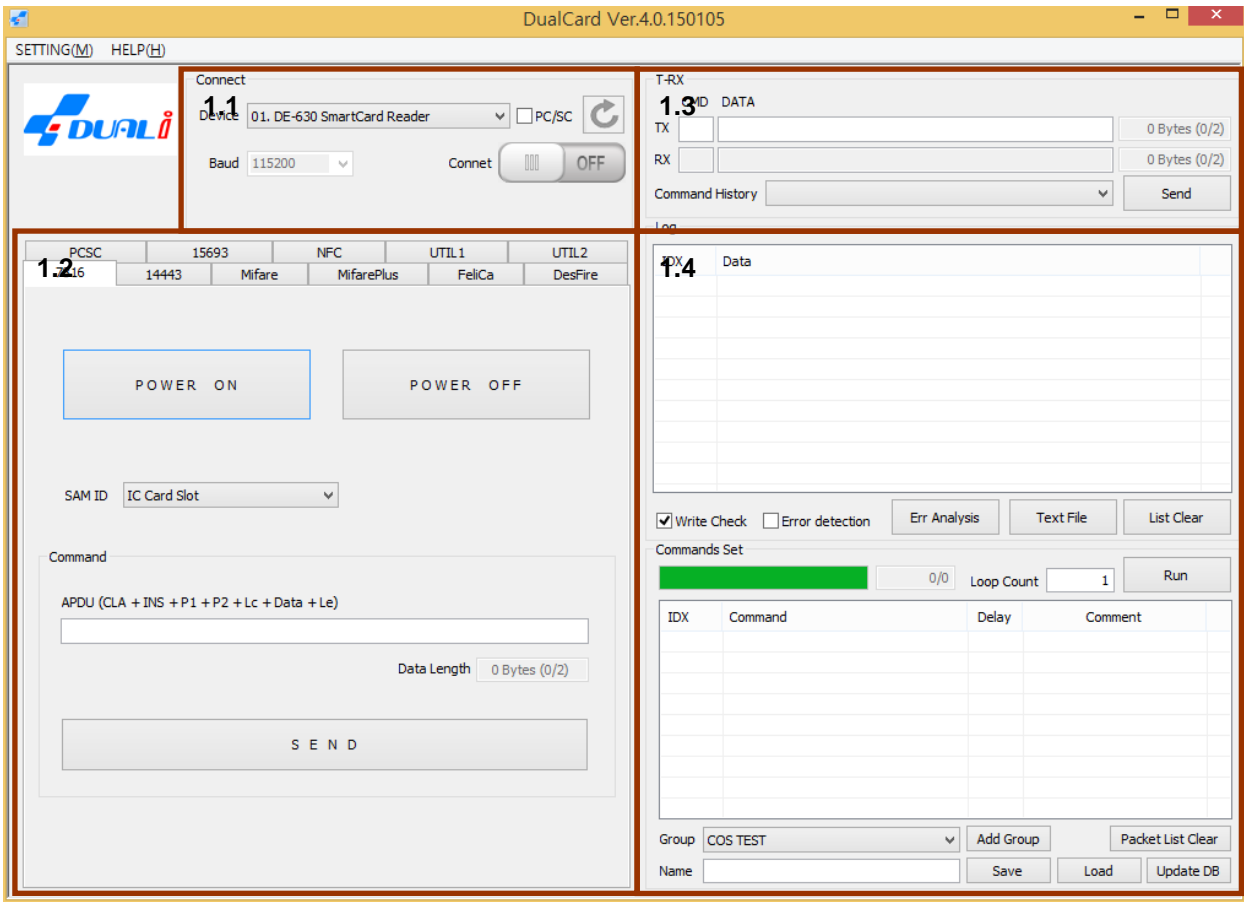 DualCard Ver.4.0.150105
SETTING(M) HELP(H)
DUALi
Connect
1.1
Device 01. DE-630 SmartCard Reader PC/SC
Baud 115200 Connet OFF
T-RX
1.3
CMD DATA
TX 0 Bytes (0/2)
RX 0 Bytes (0/2)
Command History Send
PCSC 15693 NFC UTIL1 UTIL2
1.2
7816 14443 Mifare MifarePlus FeliCa DesFire
POWER ON POWER OFF
SAM ID IC Card Slot
Command
APDU (CLA + INS + P1 + P2 + Lc + Data + Le)
Data Length 0 Bytes (0/2)
SEND
Log
1.4
IDX Data
Write Check Error detection Err Analysis Text File List Clear
Commands Set
0/0 Loop Count 1 Run
IDX Command Delay Comment
Group COS TEST Add Group Packet List Clear
Name Save Load Update DB